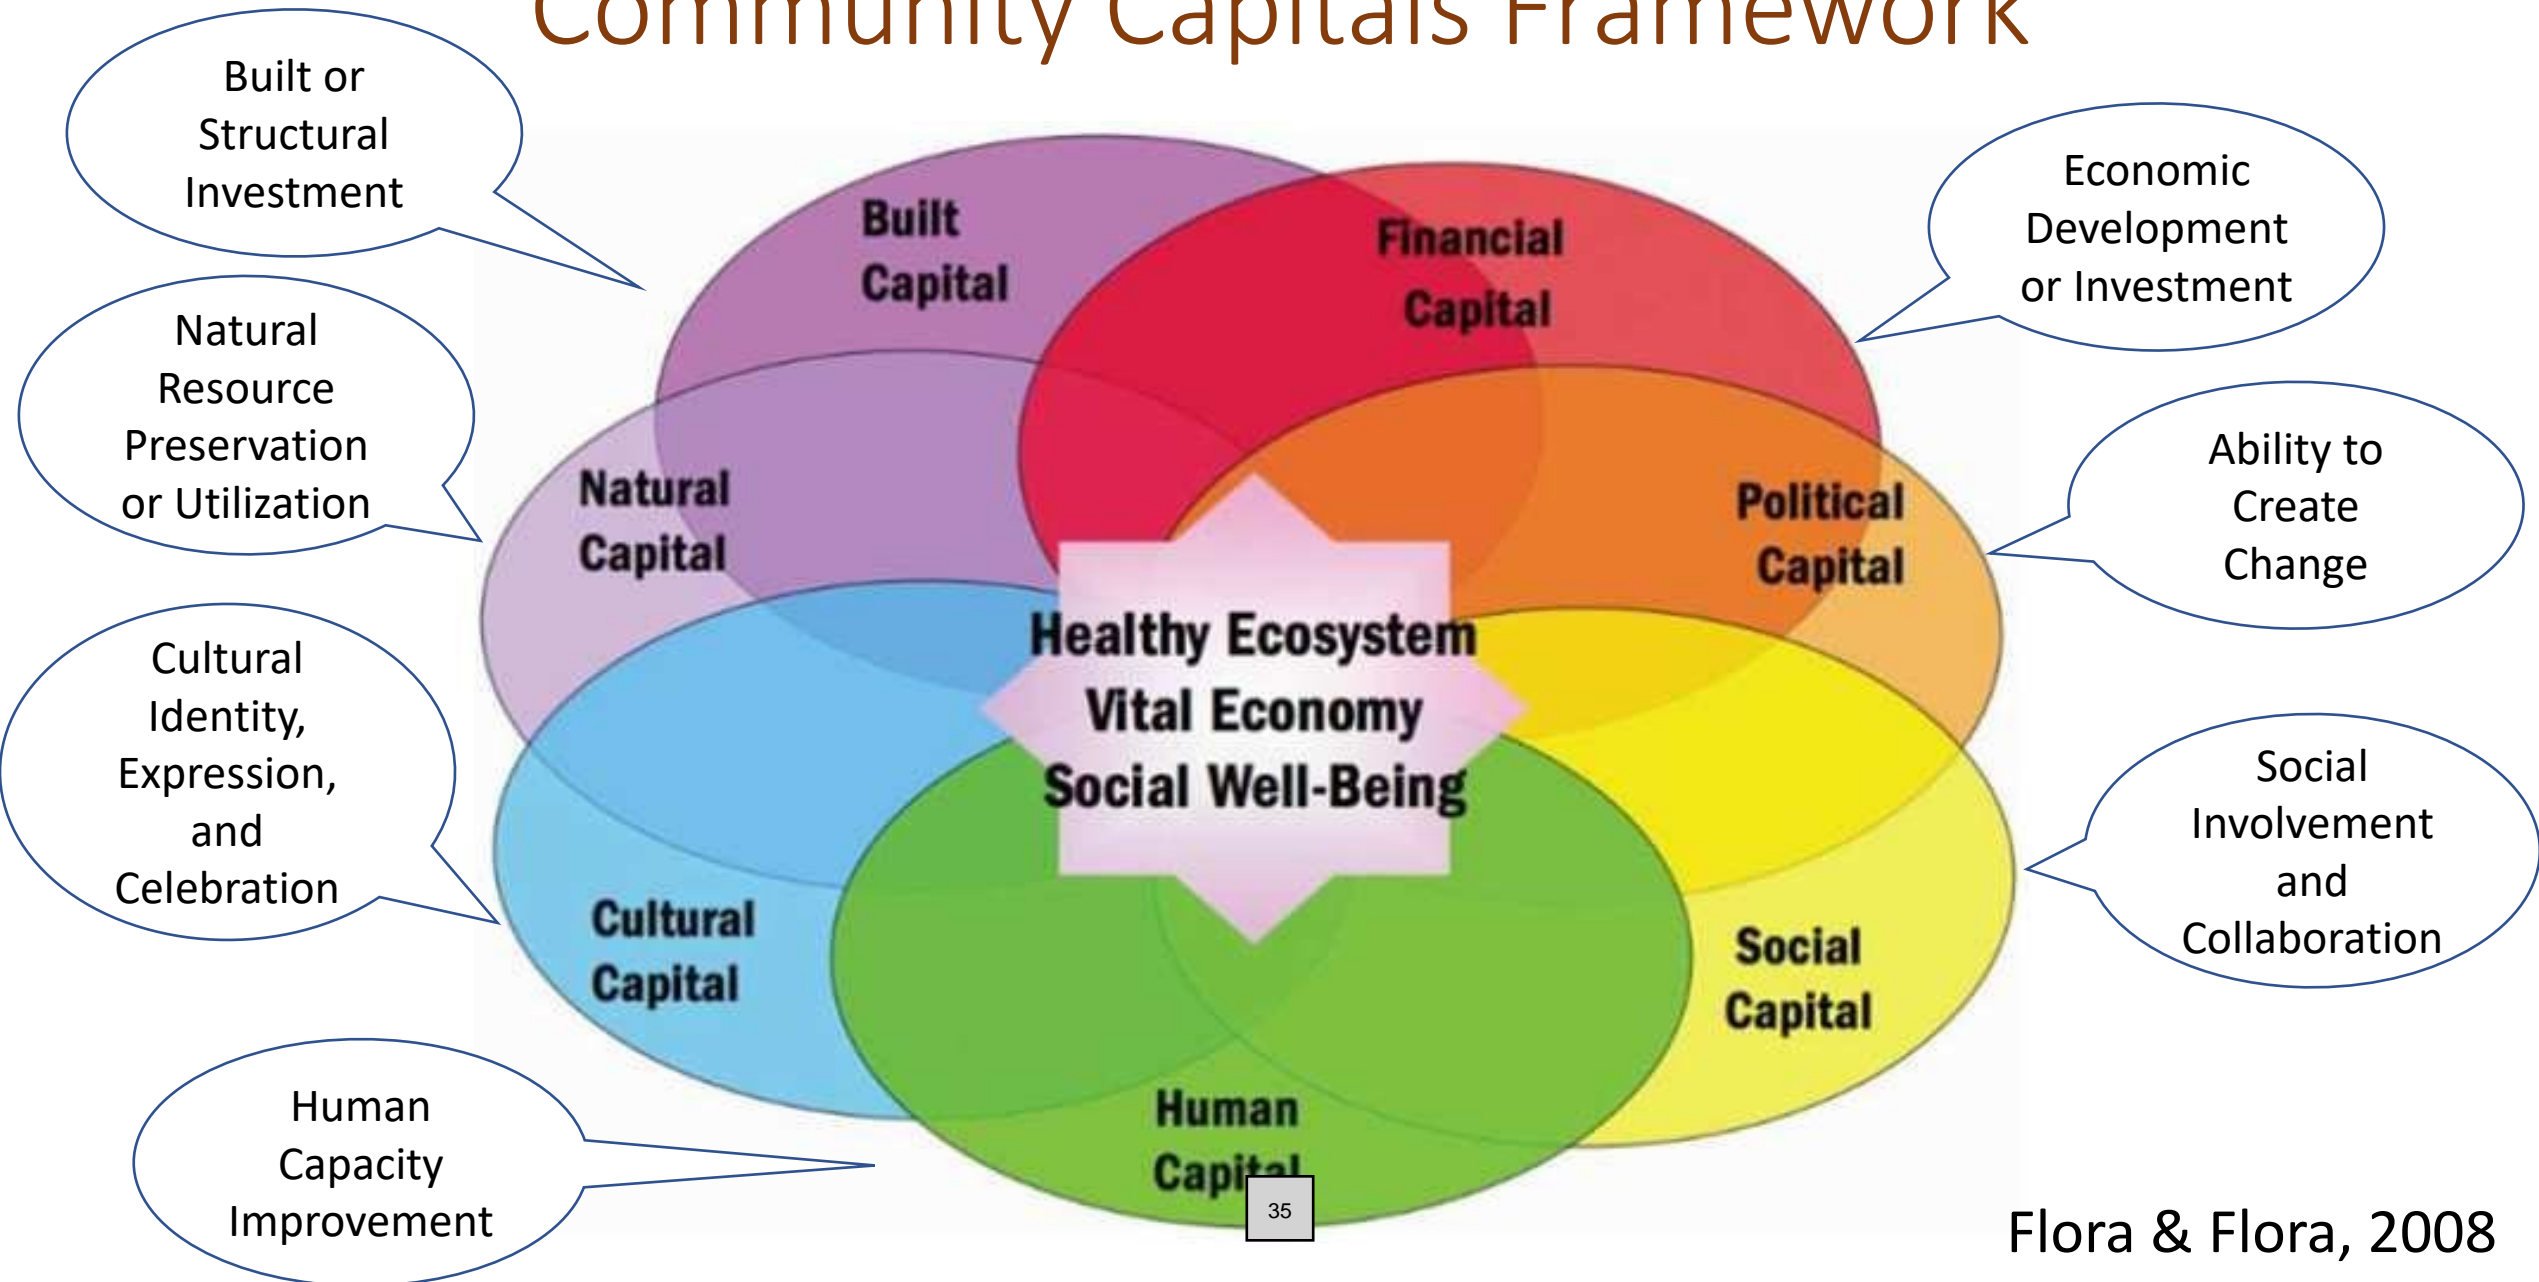 Community Capitals Framework
Built or
Structural
Investment
Natural
Resource
Preservation
or Utilization
Cultural
Identity,
Expression,
and
Celebration
Human
Capacity
Improvement
Built
Capital
Financial
Capital
Natural
Capital
Political
Capital
Healthy Ecosystem
Vital Economy
Social Well-Being
Cultural
Capital
Social
Capital
Human
Capital
35
Economic
Development
or Investment
Ability to
Create
Change
Social
Involvement
and
Collaboration
Flora & Flora, 2008